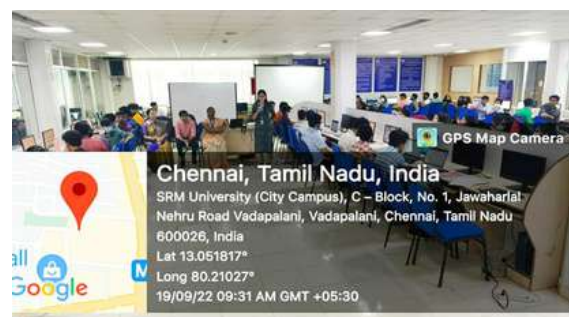 GPS Map Camera
Chennai, Tamil Nadu, India
SRM University (City Campus), C – Block, No. 1, Jawaharlal
Nehru Road Vadapalani, Vadapalani, Chennai, Tamil Nadu
600026, India
Lat 13.051817°
Long 80.21027°
19/09/22 09:31 AM GMT +05:30
all
M
Google